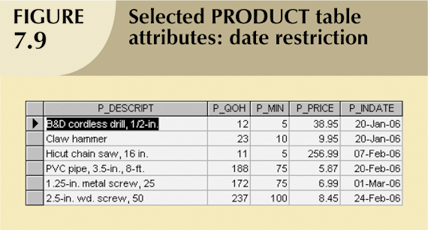 FIGURE 7.9
Selected PRODUCT table
attributes: date restriction
P_DESCRIPT P_QOH P_MIN P_PRICE P_INDATE
B&D cordless drill, 1/2-in. 12 5 38.95 20-Jan-06
Claw hammer 23 10 9.95 20-Jan-06
Hicut chain saw, 16 in. 11 5 256.99 07-Feb-06
PVC pipe, 3.5-in., 8-ft. 188 75 5.87 20-Feb-06
1.25-in. metal screw, 25 172 75 6.99 01-Mar-06
2.5-in. wd. screw, 50 237 100 8.45 24-Feb-06